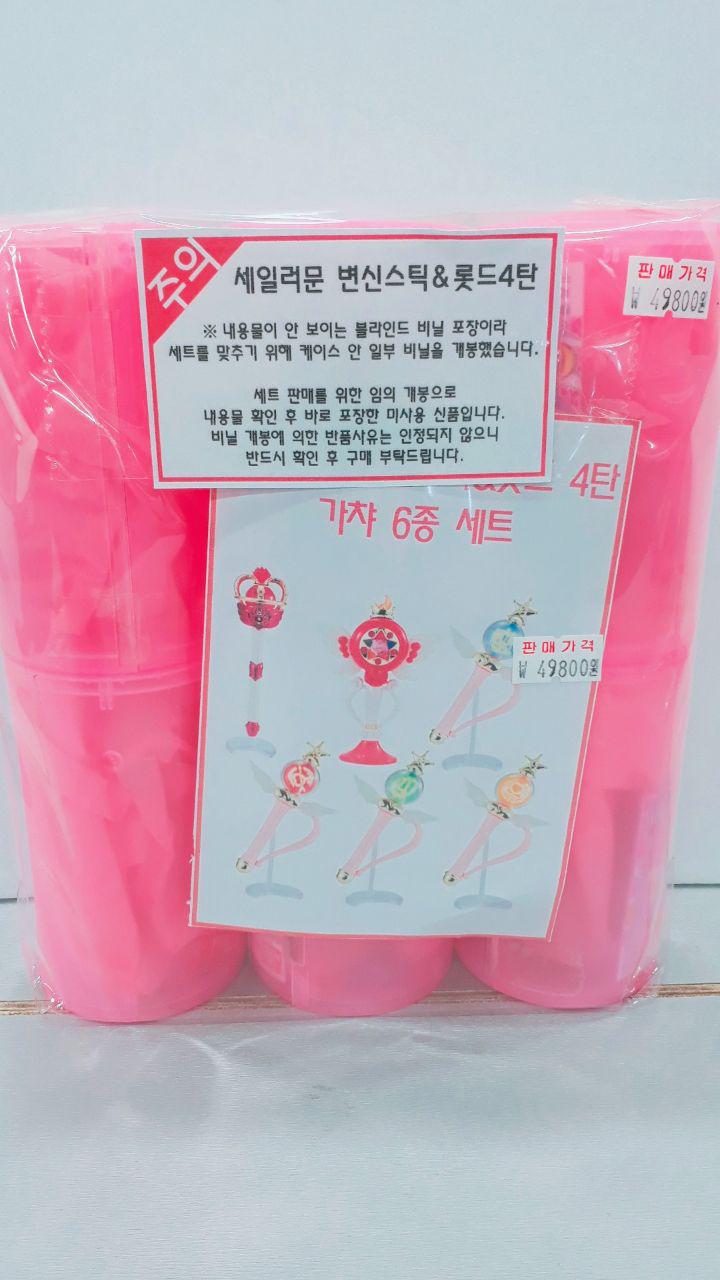 주의
세일러문 변신스틱&롯드4탄
※ 내용물이 안 보이는 블라인드 비닐 포장이라
세트를 맞추기 위해 케이스 안 일부 비닐을 개봉했습니다.
세트 판매를 위한 임의 개봉으로
내용물 확인 후 바로 포장한 미사용 신품입니다.
비닐 개봉에 의한 반품사유는 인정되지 않으니
반드시 확인 후 구매 부탁드립니다.
판매가격
₩ 49800원
4탄
가챠 6종 세트
판매가격
₩ 49800원